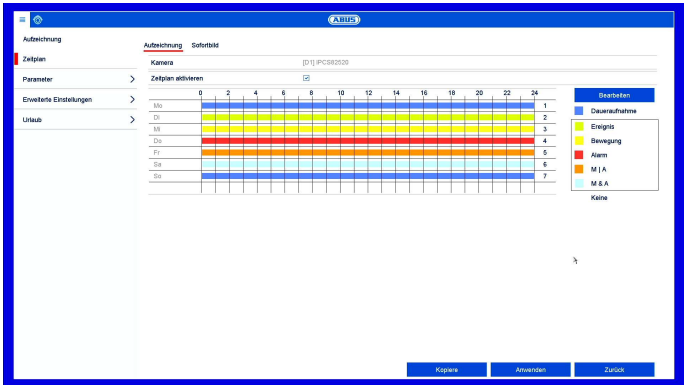 ABUS
Aufzeichnung
Zeitplan
Parameter
Erweiterte Einstellungen
Urlaub
Aufzeichnung Sofortbild
Kamera [D1] IPCS82520
Zeitplan aktivieren
0 2 4 6 8 10 12 14 16 18 20 22 24
Mo 1
Di 2
Mi 3
Do 4
Fr 5
Sa 6
So 7
Bearbeiten
Daueraufnahme
Ereignis
Bewegung
Alarm
M | A
M & A
Keine
Kopiere Anwenden Zurück